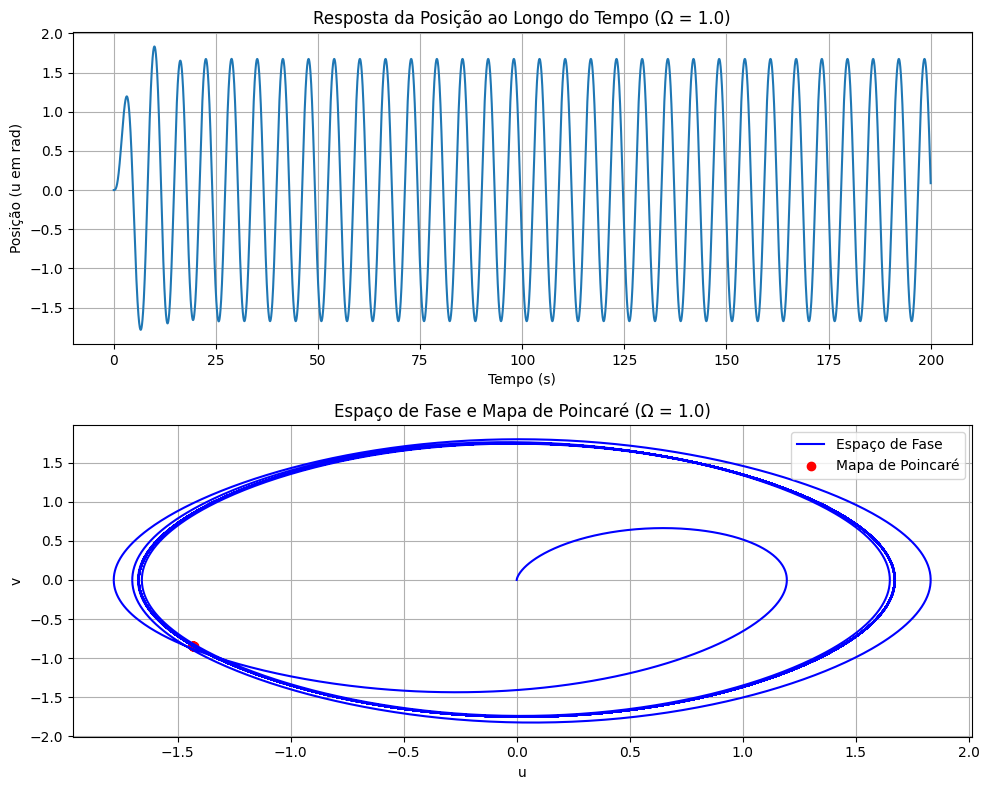 Resposta da Posição ao Longo do Tempo (Ω = 1.0)
2.0
1.5
1.0
0.5
0.0
−0.5
−1.0
−1.5
Posição (u em rad)
0 25 50 75 100 125 150 175 200
Tempo (s)
Espaço de Fase e Mapa de Poincaré (Ω = 1.0)
Espaço de Fase
Mapa de Poincaré
1.5
1.0
0.5
0.0
−0.5
−1.0
−1.5
−2.0
v
−1.5 −1.0 −0.5 0.0 0.5 1.0 1.5 2.0
u